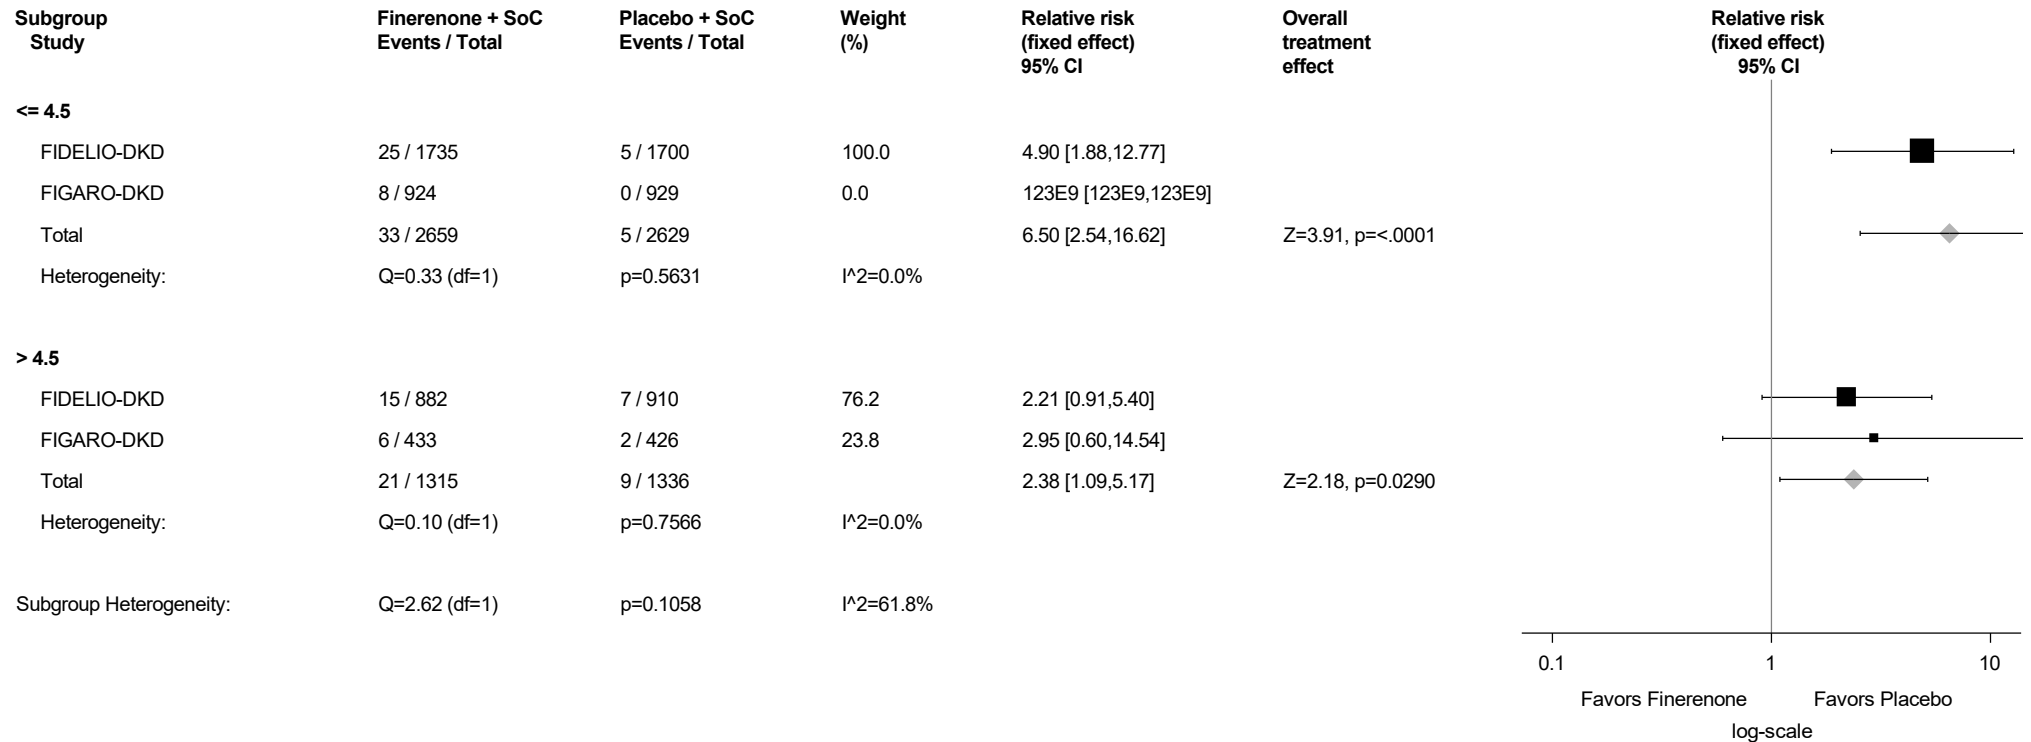 Subgroup Finerenone + SoC Placebo + SoC Weight Relative risk Overall Relative risk
Study Events / Total Events / Total (%) (fixed effect) treatment (fixed effect)
95% CI effect 95% CI
<= 4.5
FIDELIO-DKD 25 / 1735 5 / 1700 100.0 4.90 [1.88,12.77]
FIGARO-DKD 8 / 924 0 / 929 0.0 123E9 [123E9,123E9]
Total 33 / 2659 5 / 2629 6.50 [2.54,16.62] Z=3.91, p=<.0001
Heterogeneity: Q=0.33 (df=1) p=0.5631 I^2=0.0%
> 4.5
FIDELIO-DKD 15 / 882 7 / 910 76.2 2.21 [0.91,5.40]
FIGARO-DKD 6 / 433 2 / 426 23.8 2.95 [0.60,14.54]
Total 21 / 1315 9 / 1336 2.38 [1.09,5.17] Z=2.18, p=0.0290
Heterogeneity: Q=0.10 (df=1) p=0.7566 I^2=0.0%
Subgroup Heterogeneity: Q=2.62 (df=1) p=0.1058 I^2=61.8%
0.1 1 10
Favors Finerenone Favors Placebo
log-scale